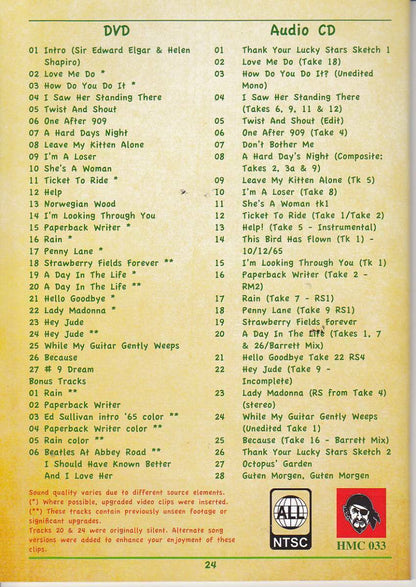 DVD
01 Intro (Sir Edward Elgar & Helen
Shapiro)
02 Love Me Do *
03 How Do You Do It *
04 I Saw Her Standing There
05 Twist And Shout
06 One After 909
07 A Hard Days Night
08 Leave My Kitten Alone
09 I'm A Loser
10 She's A Woman
11 Ticket To Ride *
12 Help
13 Norwegian Wood
14 I'm Looking Through You
15 Paperback Writer *
16 Rain *
17 Penny Lane *
18 Strawberry Fields Forever **
19 A Day In The Life *
20 A Day In The Life **
21 Hello Goodbye *
22 Lady Madonna *
23 Hey Jude
24 Hey Jude **
25 While My Guitar Gently Weeps
26 Because
27 # 9 Dream
Bonus Tracks
01 Rain **
02 Paperback Writer
03 Ed Sullivan intro '65 color **
04 Paperback Writer color **
05 Rain color **
06 Beatles At Abbey Road **
I Should Have Known Better
And I Love Her
Sound quality varies due to different source elements.
(*) Where possible, upgraded video clips were inserted.
(**) These tracks contain previously unseen footage or
significant upgrades.
Tracks 20 & 24 were originally silent. Alternate song
versions were added to enhance your enjoyment of these
clips.
Audio CD
01 Thank Your Lucky Stars Sketch 1
02 Love Me Do (Take 18)
03 How Do You Do It? (Unedited
Mono)
04 I Saw Her Standing There
(Takes 6, 9, 11 & 12)
05 Twist And Shout (Edit)
06 One After 909 (Take 4)
07 Don't Bother Me
08 A Hard Day's Night (Composite:
Takes 2, 3a & 9)
09 Leave My Kitten Alone (Tk 5)
10 I'm A Loser (Take 8)
11 She's A Woman tk1
12 Ticket To Ride (Take 1/Take 2)
13 Help! (Take 5 - Instrumental)
14 This Bird Has Flown (Tk 1) -
10/12/65
15 I'm Looking Through You (Tk 1)
16 Paperback Writer (Take 2 -
RM2)
17 Rain (Take 7 - RS1)
18 Penny Lane (Take 9 RS1)
19 Strawberry Fields Forever
20 A Day In The Life (Takes 1, 7
& 26/Barrett Mix)
21 Hello Goodbye Take 22 RS4
22 Hey Jude (Take 9 -
Incomplete)
23 Lady Madonna (RS from Take 4)
(stereo)
24 While My Guitar Gently Weeps
(Unedited Take 1)
25 Because (Take 16 - Barrett Mix)
26 Thank Your Lucky Stars Sketch 2
27 Octopus' Garden
28 Guten Morgen, Guten Morgen
ALL
NTSC
HMC 033
24